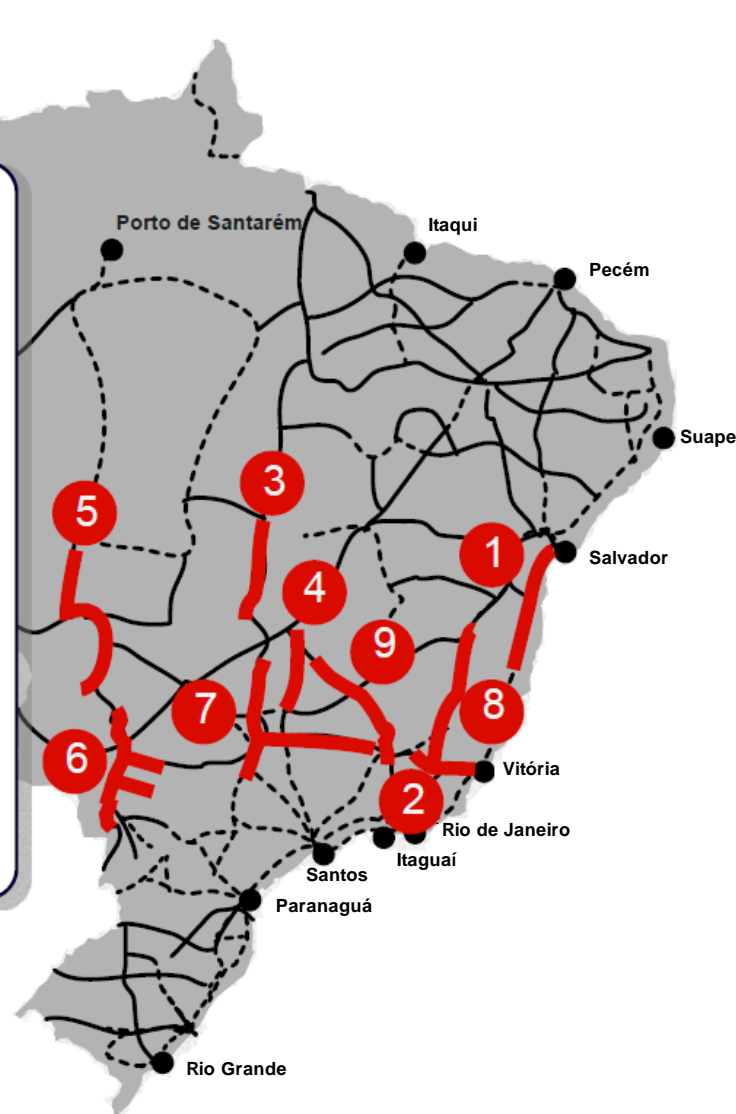 Porto de Santarém
Itaqui
Pecém
Suape
3
5
1
Salvador
4
9
7
8
6
Vitória
2
Rio de Janeiro
Itaguaí
Santos
Paranaguá
Rio Grande